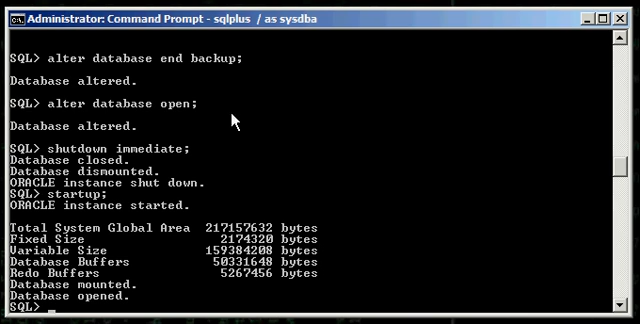 Administrator: Command Prompt - sqlplus / as sysdba
SQL> alter database end backup;
Database altered.
SQL> alter database open;
Database altered.
SQL> shutdown immediate;
Database closed.
Database dismounted.
ORACLE instance shut down.
SQL> startup;
ORACLE instance started.
Total System Global Area 217157632 bytes
Fixed Size 2174320 bytes
Variable Size 159384208 bytes
Database Buffers 50331648 bytes
Redo Buffers 5267456 bytes
Database mounted.
Database opened.
SQL> _